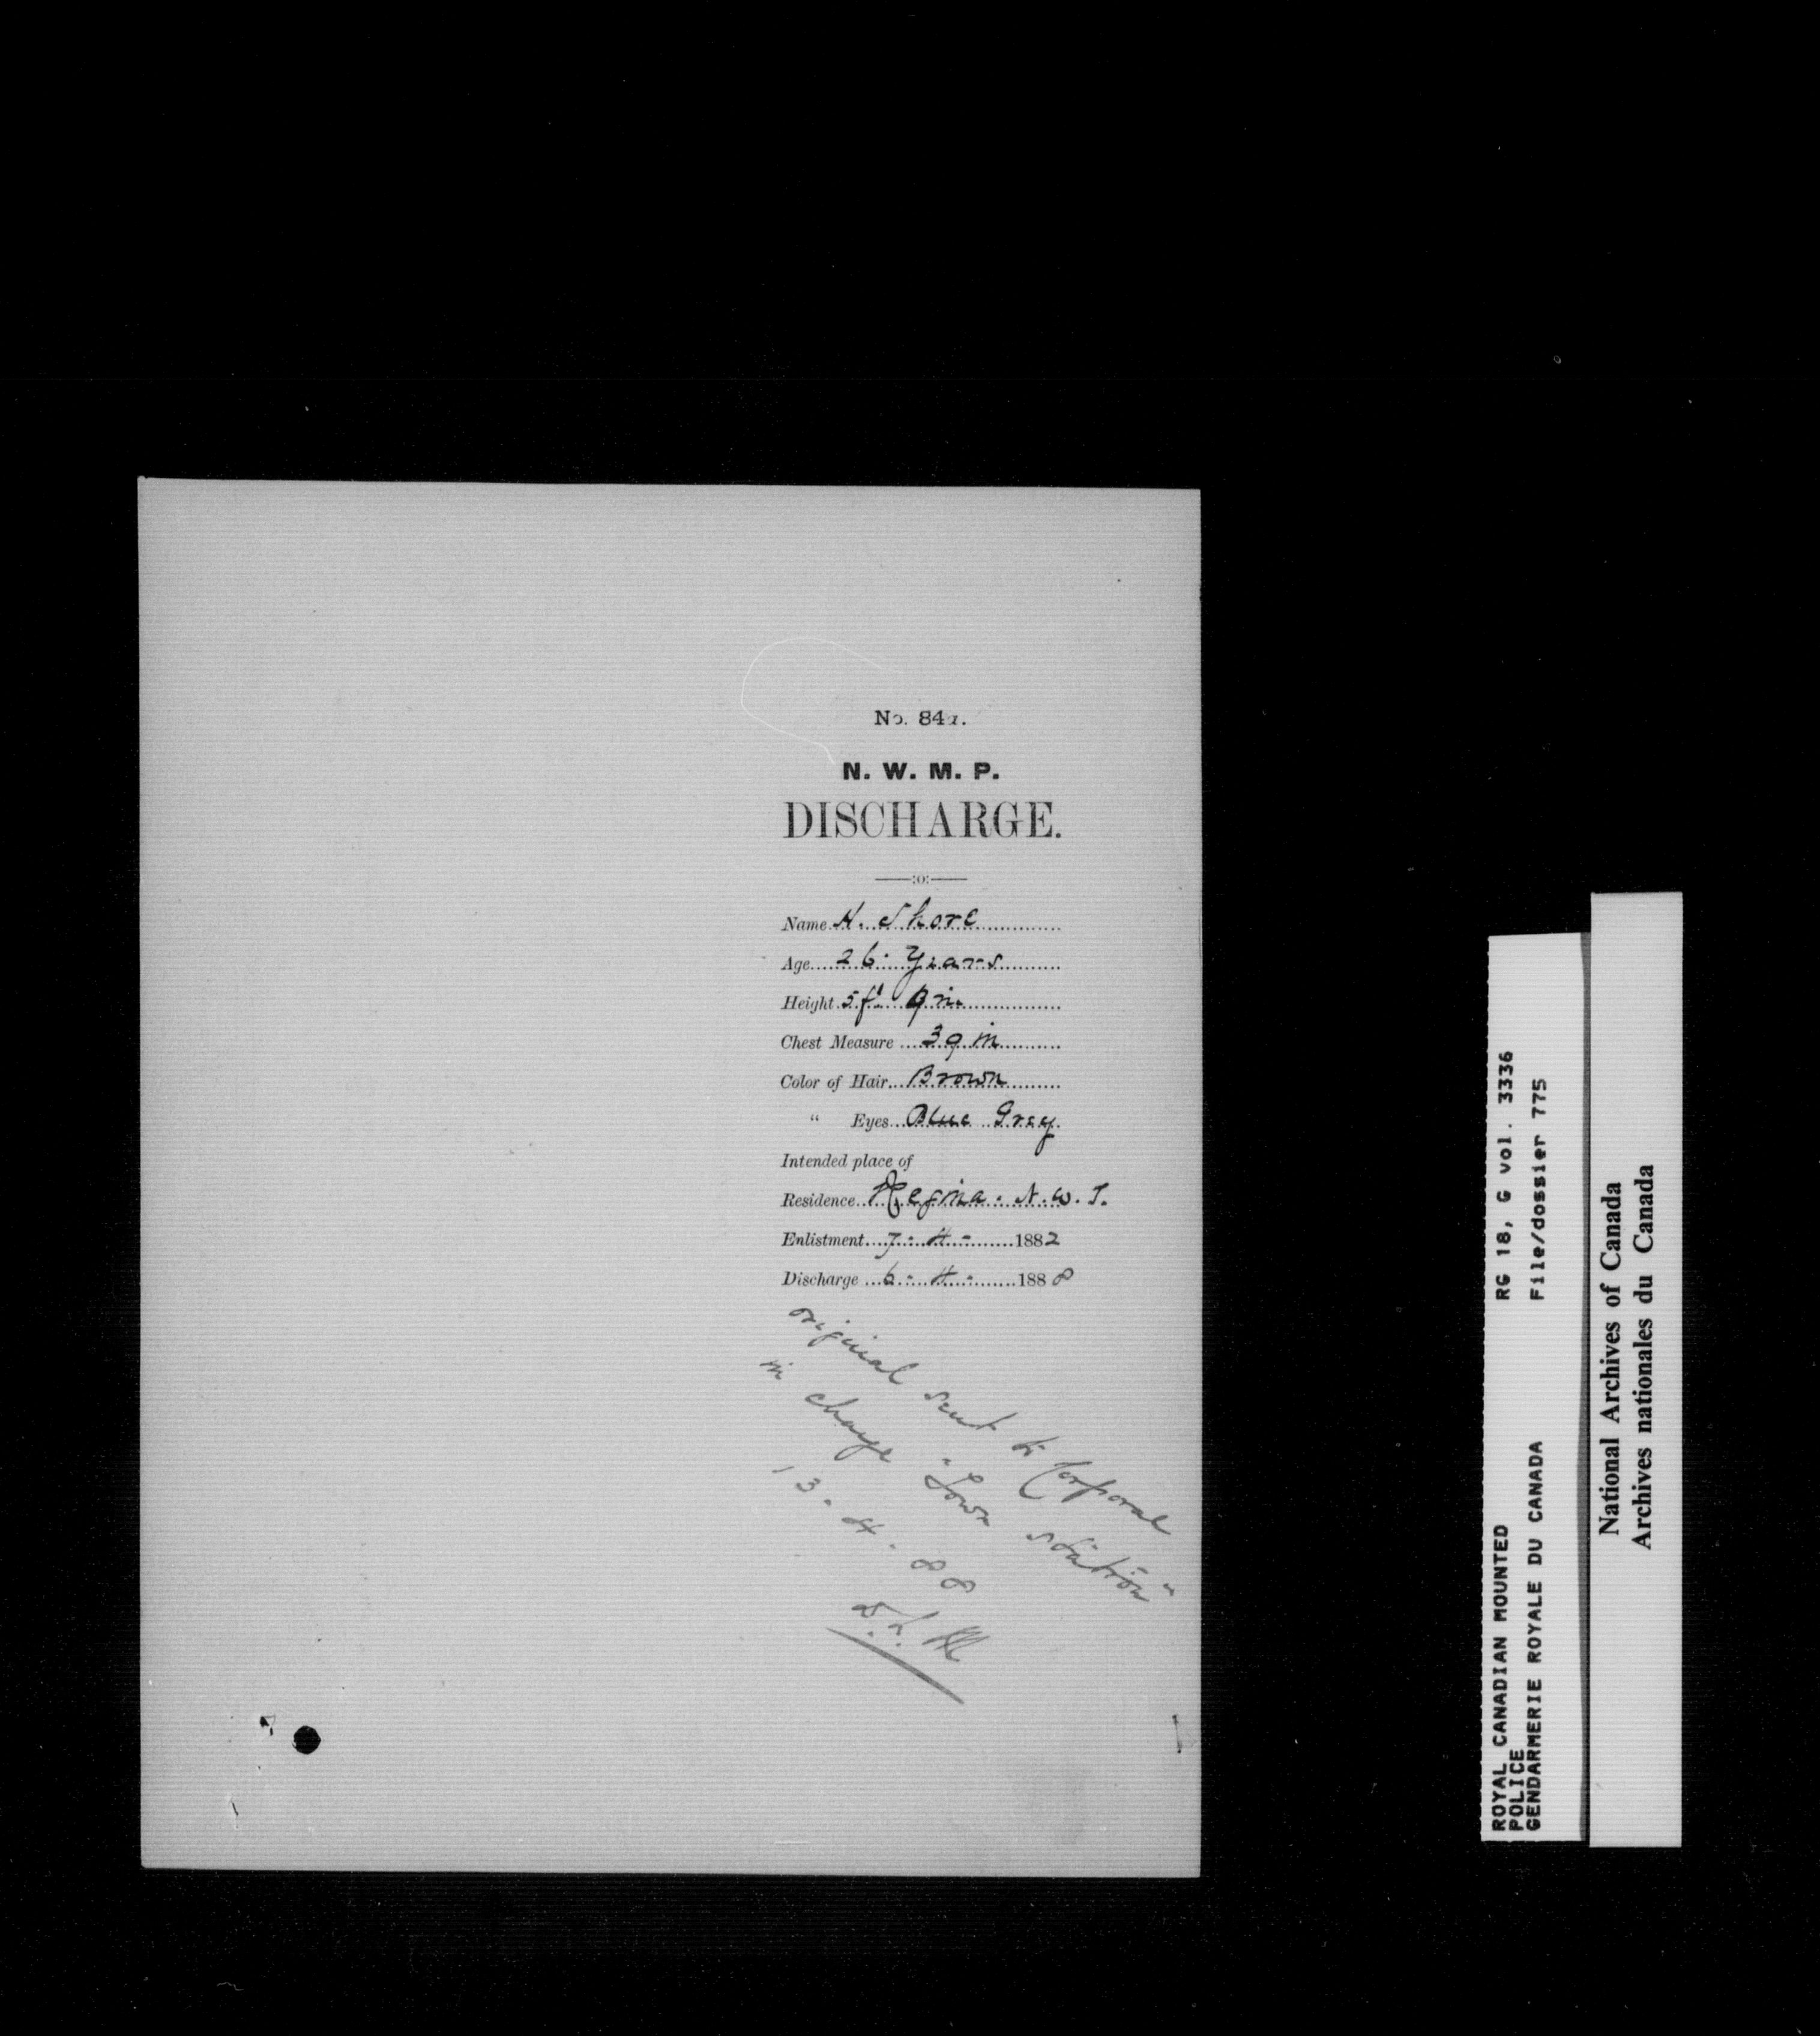 No. 84a.
N. W. M. P.
DISCHARGE.
Name H. Shore
Age 26 Years
Height 5 ft 9 in
Chest Measure 39 in
Color of Hair Brown
" Eyes Blue Grey
Intended place of
Residence Regina. N.W.T.
Enlistment 7 - 4 - 1882
Discharge 6 - 4 - 1888
original sent to Corporal
in charge "Town station"
13-4-88
ROYAL CANADIAN MOUNTED RG 18, G vol. 3336
POLICE
GENDARMERIE ROYALE DU CANADA File/dossier 775
National Archives of Canada
Archives nationales du Canada